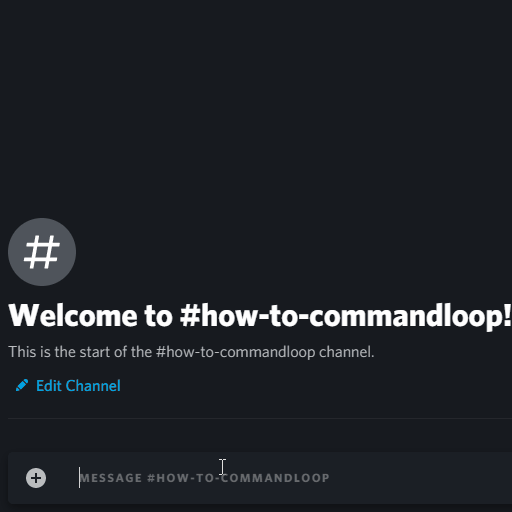 #
Welcome to #how-to-commandloop!
This is the start of the #how-to-commandloop channel.
Edit Channel
MESSAGE #HOW-TO-COMMANDLOOP